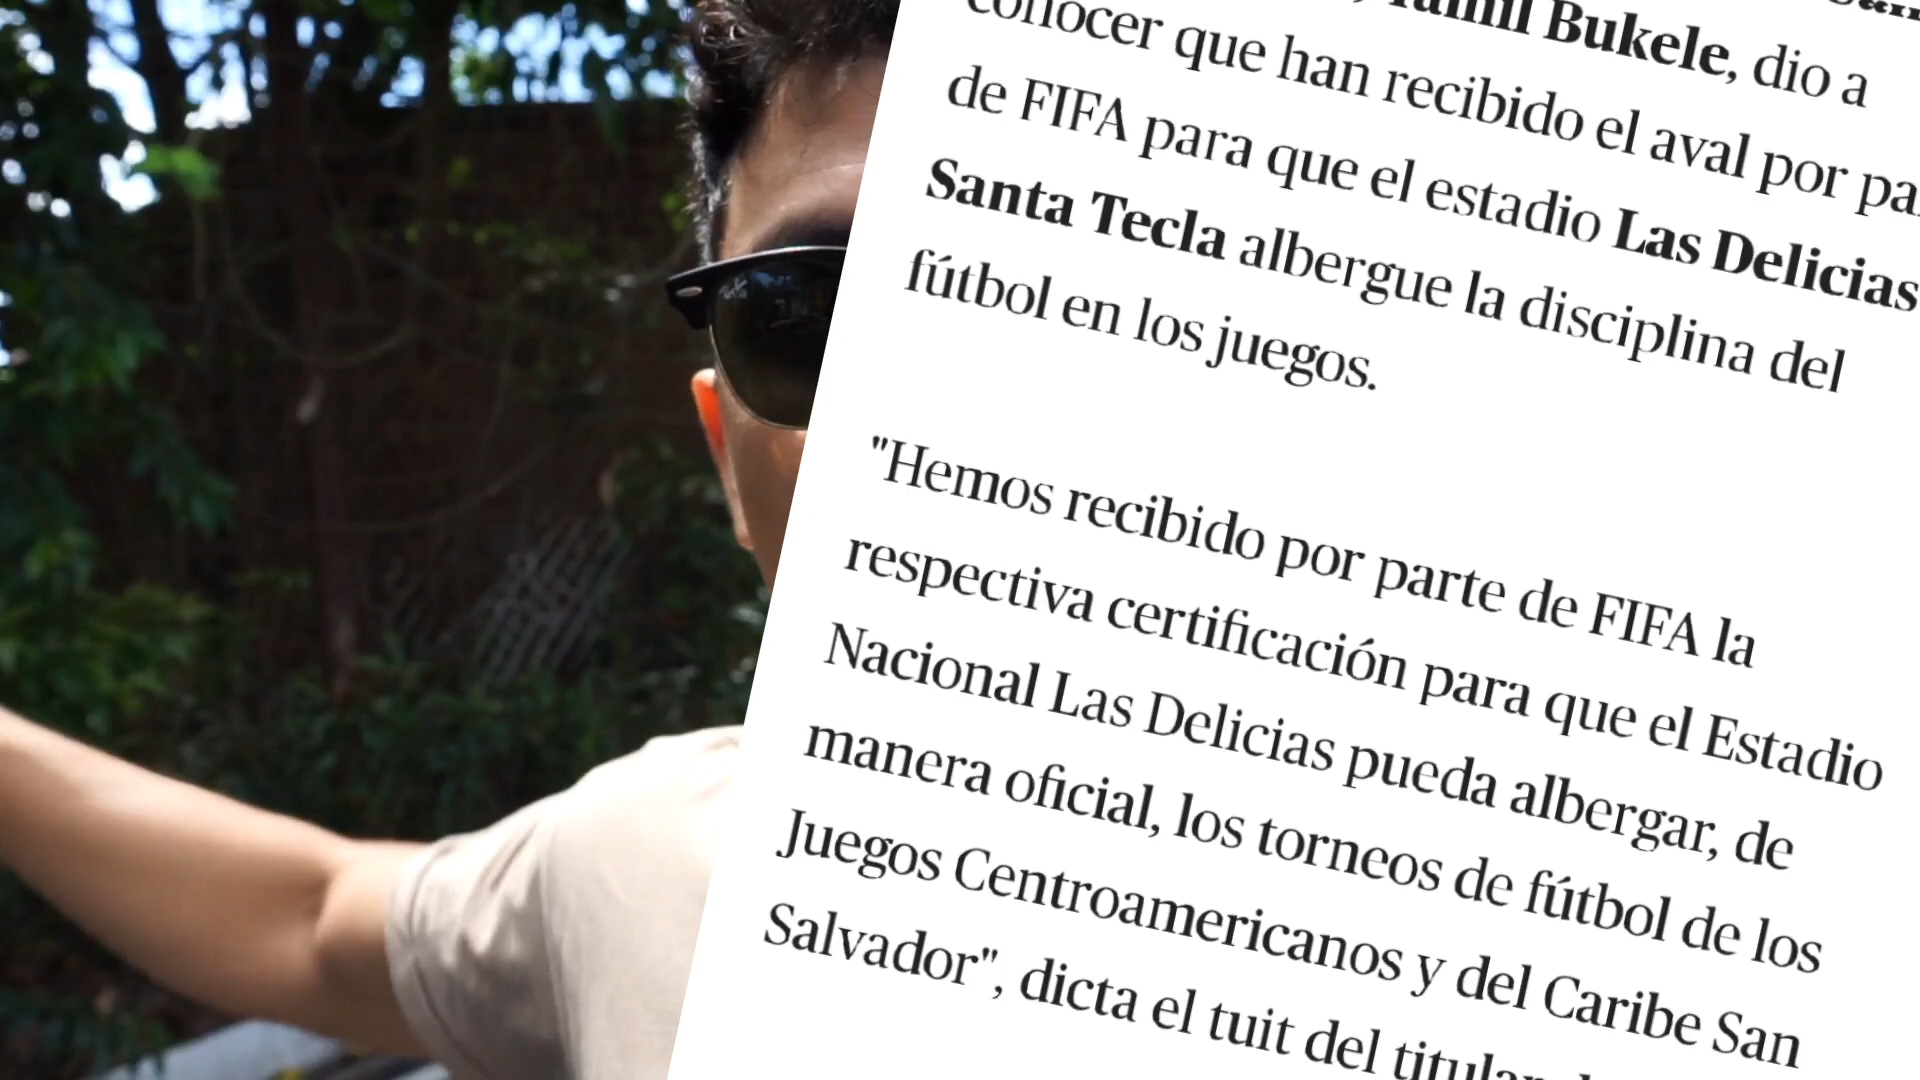 Yamil Bukele, dio a
conocer que han recibido el aval por
de FIFA para que el estadio Las Delicias
Santa Tecla albergue la disciplina del
fútbol en los juegos.
"Hemos recibido por parte de FIFA la
respectiva certificación para que el Estadio
Nacional Las Delicias pueda albergar, de
manera oficial, los torneos de fútbol de los
Juegos Centroamericanos y del Caribe San
Salvador", dicta el tuit del titular